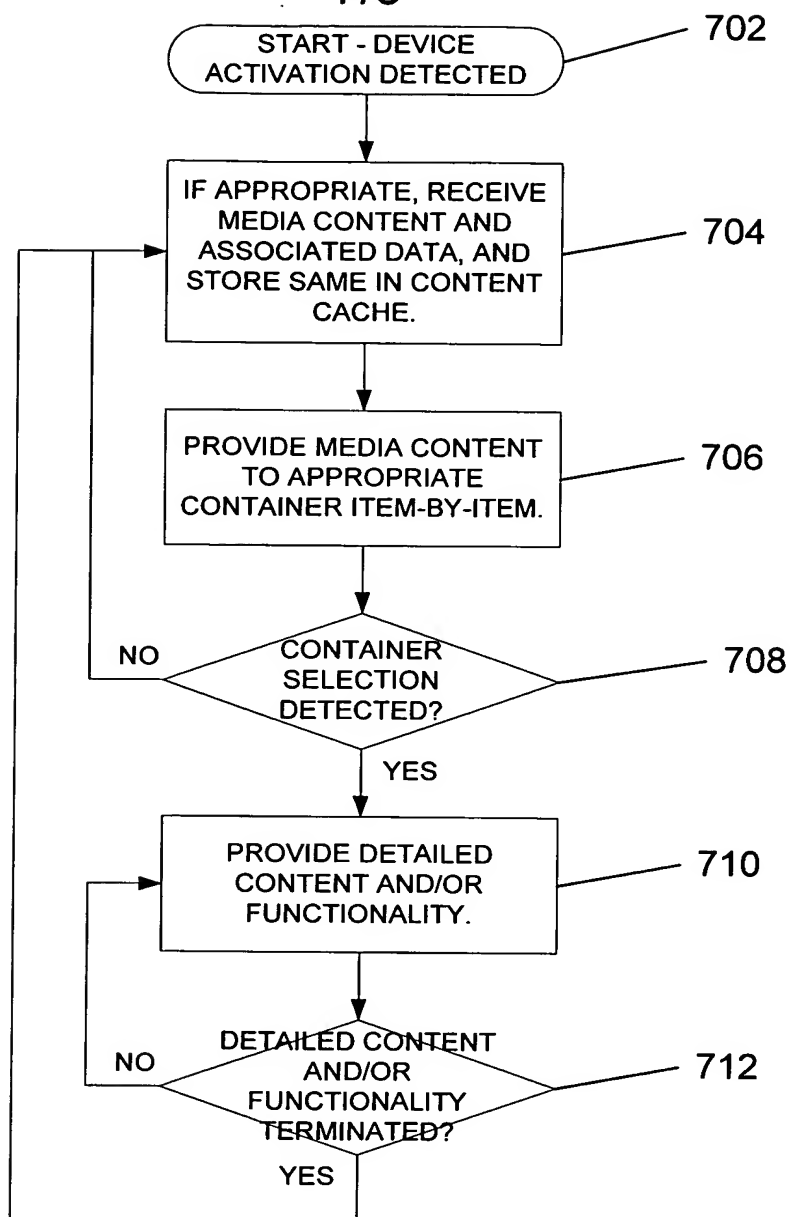 702
START - DEVICE
ACTIVATION DETECTED
IF APPROPRIATE, RECEIVE
MEDIA CONTENT AND
ASSOCIATED DATA, AND
STORE SAME IN CONTENT
CACHE.
704
PROVIDE MEDIA CONTENT
TO APPROPRIATE
CONTAINER ITEM-BY-ITEM.
706
NO
CONTAINER
SELECTION
DETECTED?
708
YES
PROVIDE DETAILED
CONTENT AND/OR
FUNCTIONALITY.
710
NO
DETAILED CONTENT
AND/OR
FUNCTIONALITY
TERMINATED?
712
YES